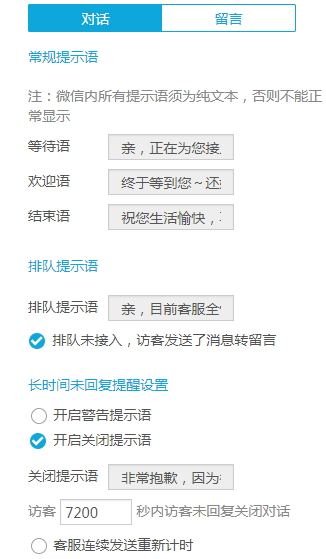 对话 留言
常规提示语
注：微信内所有提示语须为纯文本，否则不能正
常显示
等待语 亲，正在为您接
欢迎语 终于等到您～还
结束语 祝您生活愉快，
排队提示语
排队提示语 亲，目前客服全
排队未接入，访客发送了消息转留言
长时间未回复提醒设置
开启警告提示语
开启关闭提示语
关闭提示语 非常抱歉，因为
访客 7200 秒内访客未回复关闭对话
客服连续发送重新计时